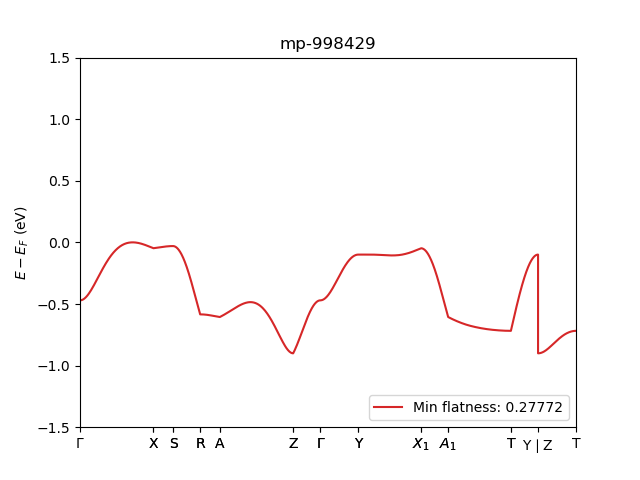 mp-998429
1.5
1.0
0.5
0.0
−0.5
−1.0
−1.5
E − E_F (eV)
Min flatness: 0.27772
Γ X S R A Z Γ Y X₁ A₁ T Y | Z T